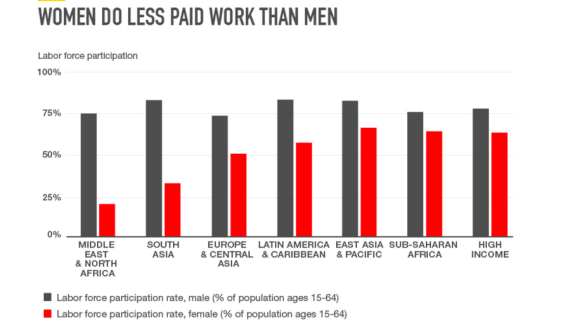 WOMEN DO LESS PAID WORK THAN MEN
Labor force participation
100%
75%
50%
25%
0%
MIDDLE
EAST
& NORTH
AFRICA
SOUTH
ASIA
EUROPE
& CENTRAL
ASIA
LATIN AMERICA
& CARIBBEAN
EAST ASIA
& PACIFIC
SUB-SAHARAN
AFRICA
HIGH
INCOME
Labor force participation rate, male (% of population ages 15-64)
Labor force participation rate, female (% of population ages 15-64)